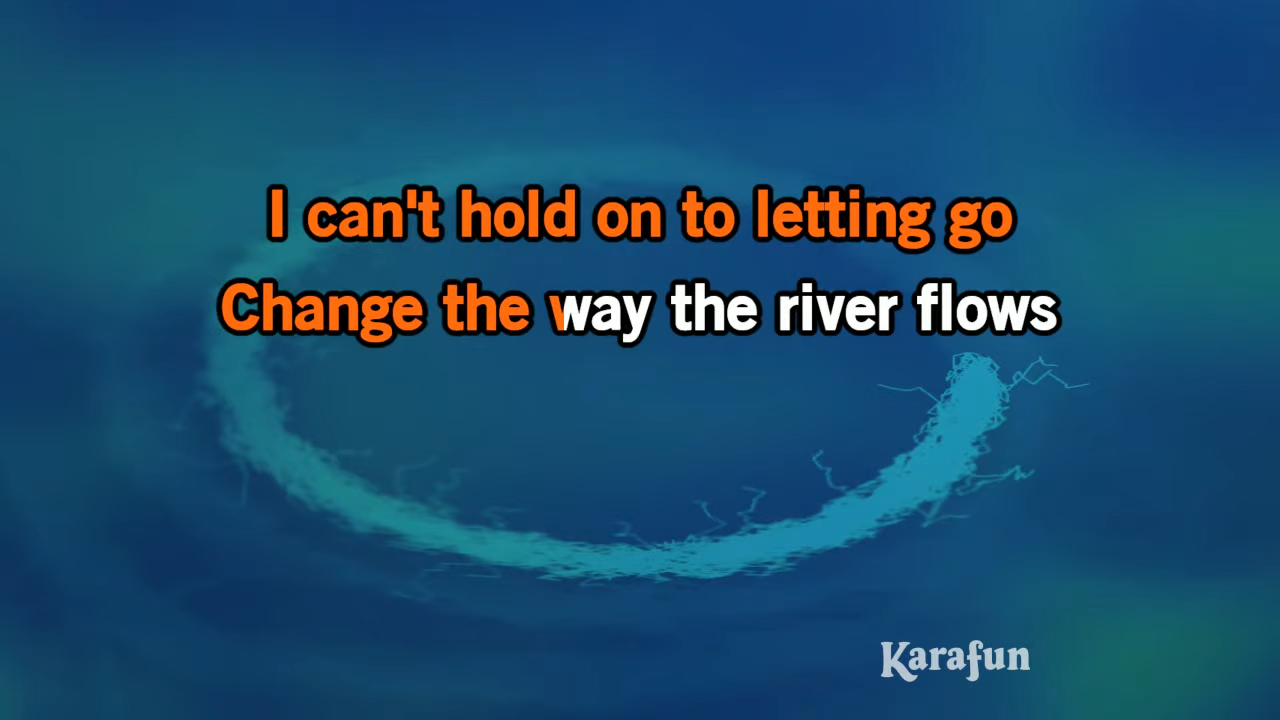 I can't hold on to letting go
Change the way the river flows
Karafun